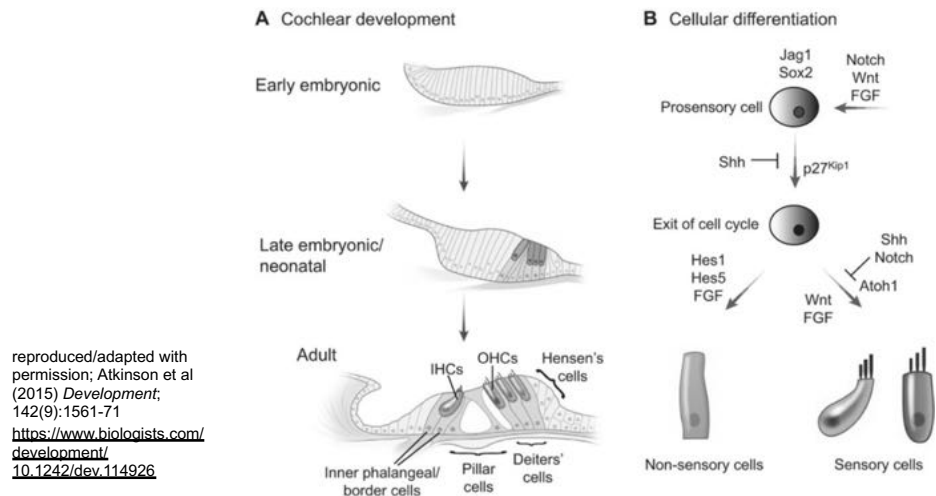 A Cochlear development
Early embryonic
Late embryonic/
neonatal
Adult
IHCs
OHCs
Hensen's
cells
Inner phalangeal/
border cells
Pillar
cells
Deiters'
cells
B Cellular differentiation
Jag1
Sox2
Notch
Wnt
FGF
Prosensory cell
Shh
p27Kip1
Exit of cell cycle
Hes1
Hes5
FGF
Shh
Notch
Atoh1
Wnt
FGF
Non-sensory cells
Sensory cells
reproduced/adapted with
permission; Atkinson et al
(2015) Development;
142(9):1561-71
https://www.biologists.com/
development/
10.1242/dev.114926